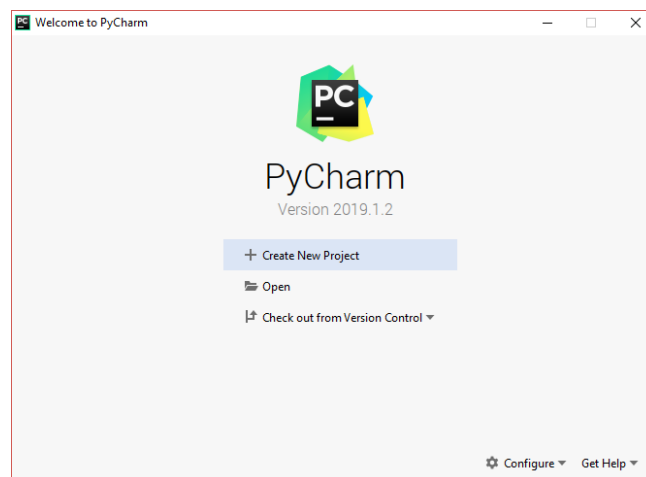 PC Welcome to PyCharm
PC
PyCharm
Version 2019.1.2
Create New Project
Open
Check out from Version Control
Configure Get Help